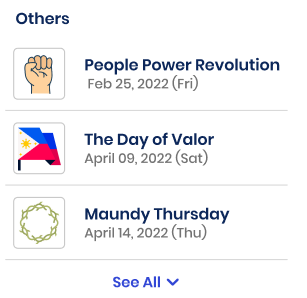 Others
People Power Revolution
Feb 25, 2022 (Fri)
The Day of Valor
April 09, 2022 (Sat)
Maundy Thursday
April 14, 2022 (Thu)
See All